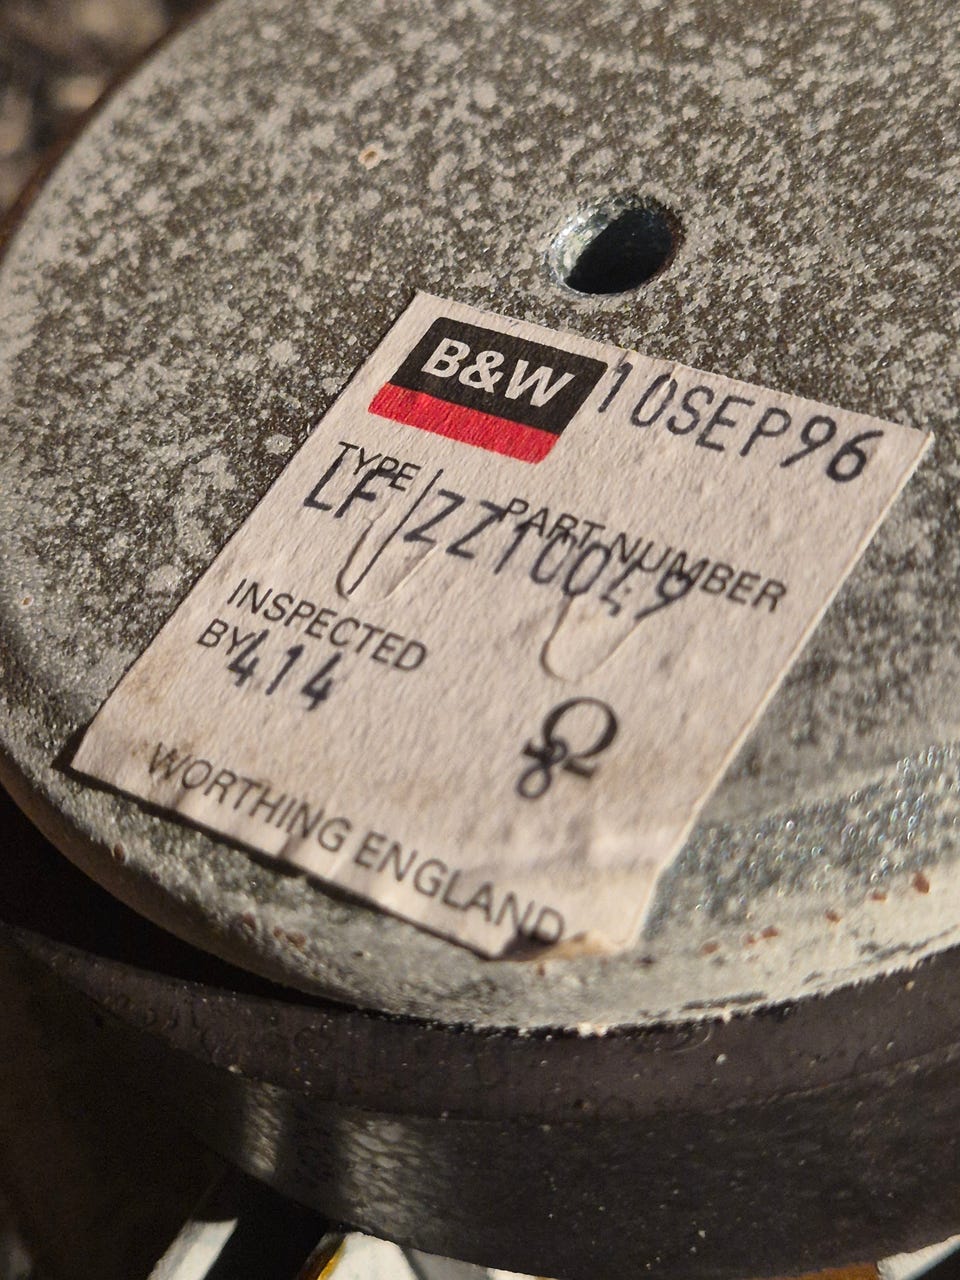 B&W
10SEP96
TYPE
PART NUMBER
LF ZZ10049
INSPECTED
BY 414
Ω
8
WORTHING ENGLAND